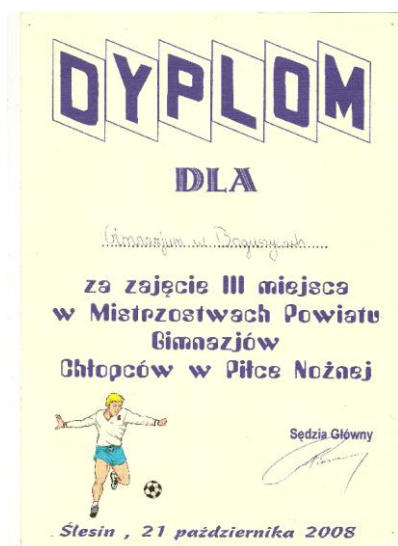 DYPLOM
DLA
Gimnazjum w Boguszycach
za zajęcie III miejsca
w Mistrzostwach Powiatu
Gimnazjów
Chłopców w Piłce Nożnej
Sędzia Główny
Ślesin , 21 października 2008